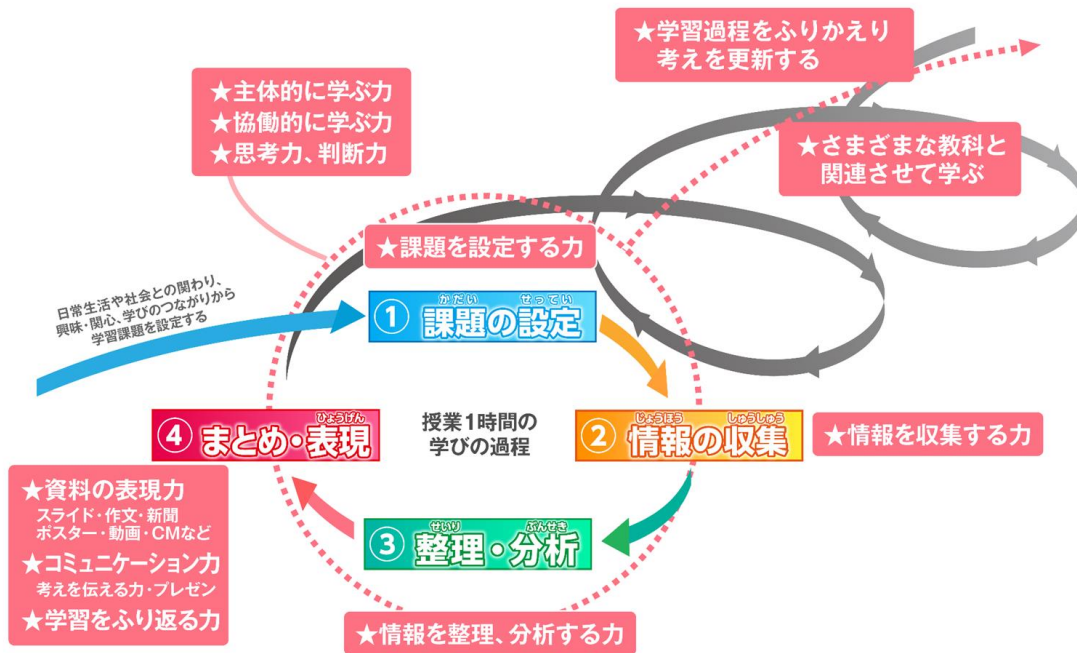 ★学習過程をふりかえり
考えを更新する
★主体的に学ぶ力
★協働的に学ぶ力
★思考力、判断力
★さまざまな教科と
関連させて学ぶ
★課題を設定する力
日常生活や社会との関わり、
興味・関心、学びのつながりから
学習課題を設定する
かだい せってい
① 課題の設定
ひょうげん
④ まとめ・表現
授業1時間の
学びの過程
じょうほう しゅうしゅう
② 情報の収集
★情報を収集する力
★資料の表現力
スライド・作文・新聞
ポスター・動画・CMなど
★コミュニケーション力
考えを伝える力・プレゼン
★学習をふり返る力
せいり ぶんせき
③ 整理・分析
★情報を整理、分析する力